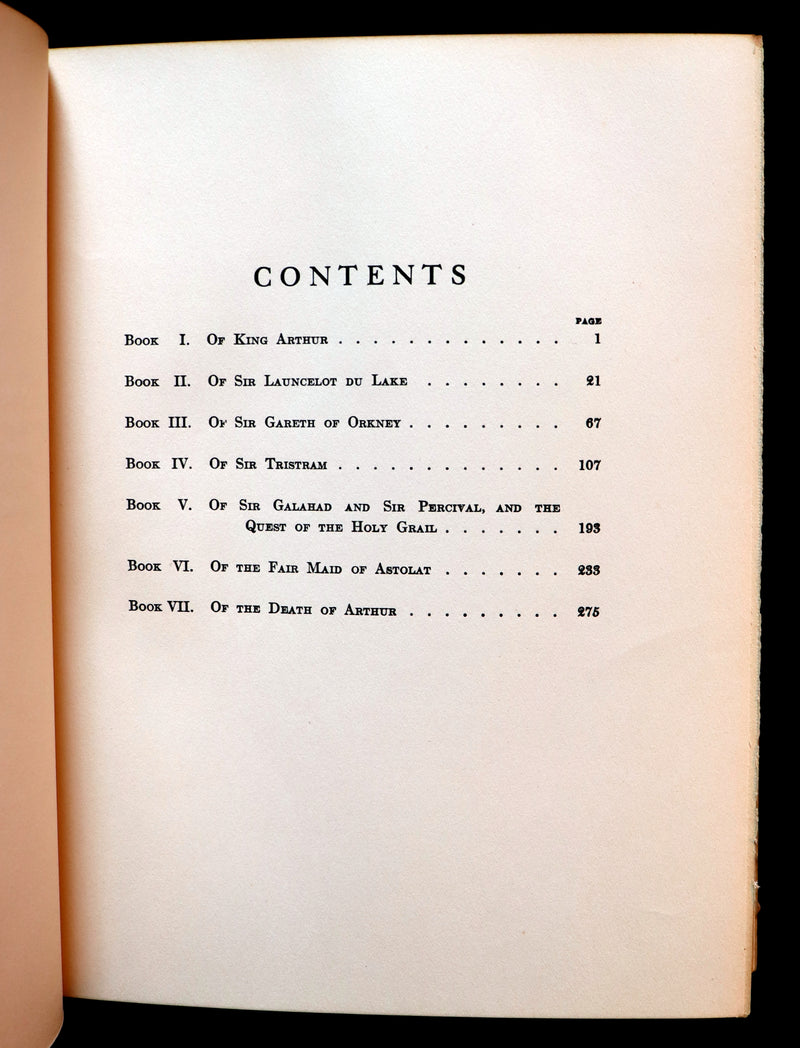 CONTENTS
PAGE
Book I. Of King Arthur . . . . . . . . . . . . . 1
Book II. Of Sir Launcelot du Lake . . . . . . . . 21
Book III. Of Sir Gareth of Orkney . . . . . . . . . 67
Book IV. Of Sir Tristram . . . . . . . . . . . . . 107
Book V. Of Sir Galahad and Sir Percival, and the
Quest of the Holy Grail . . . . . . . 193
Book VI. Of the Fair Maid of Astolat . . . . . . . 233
Book VII. Of the Death of Arthur . . . . . . . . . 275